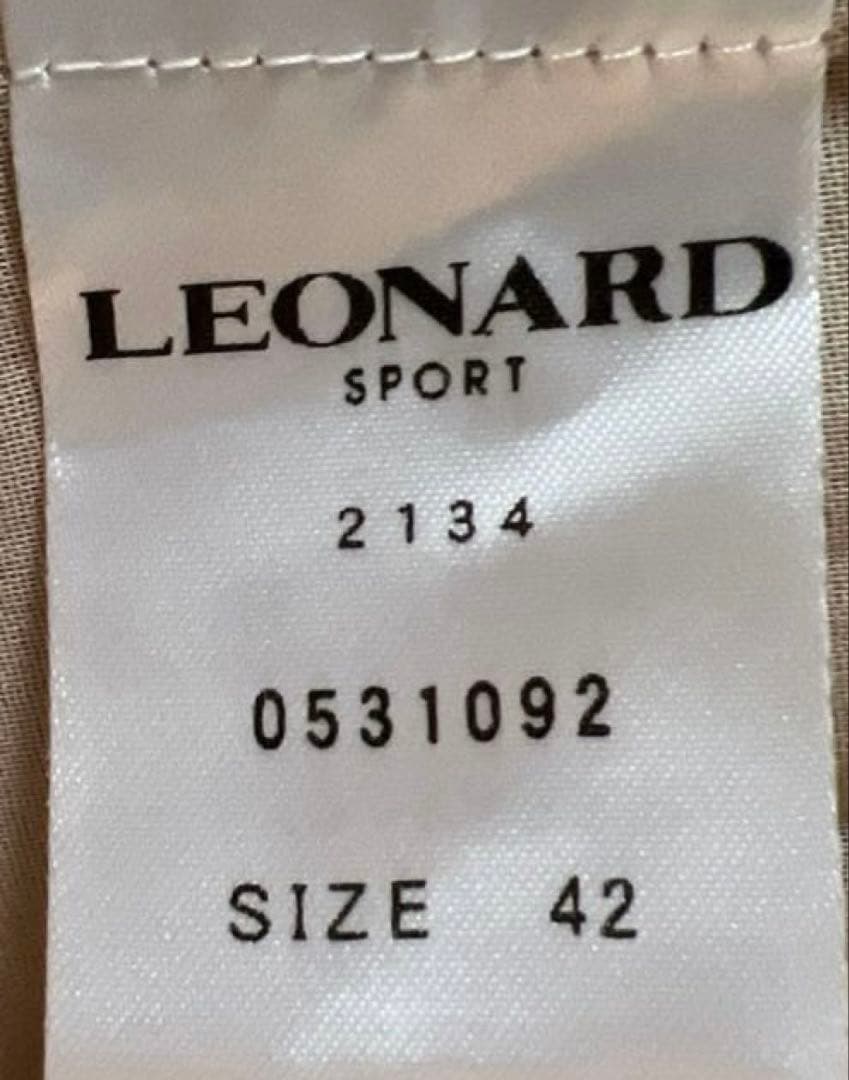 LEONARD
SPORT
2134
0531092
SIZE 42